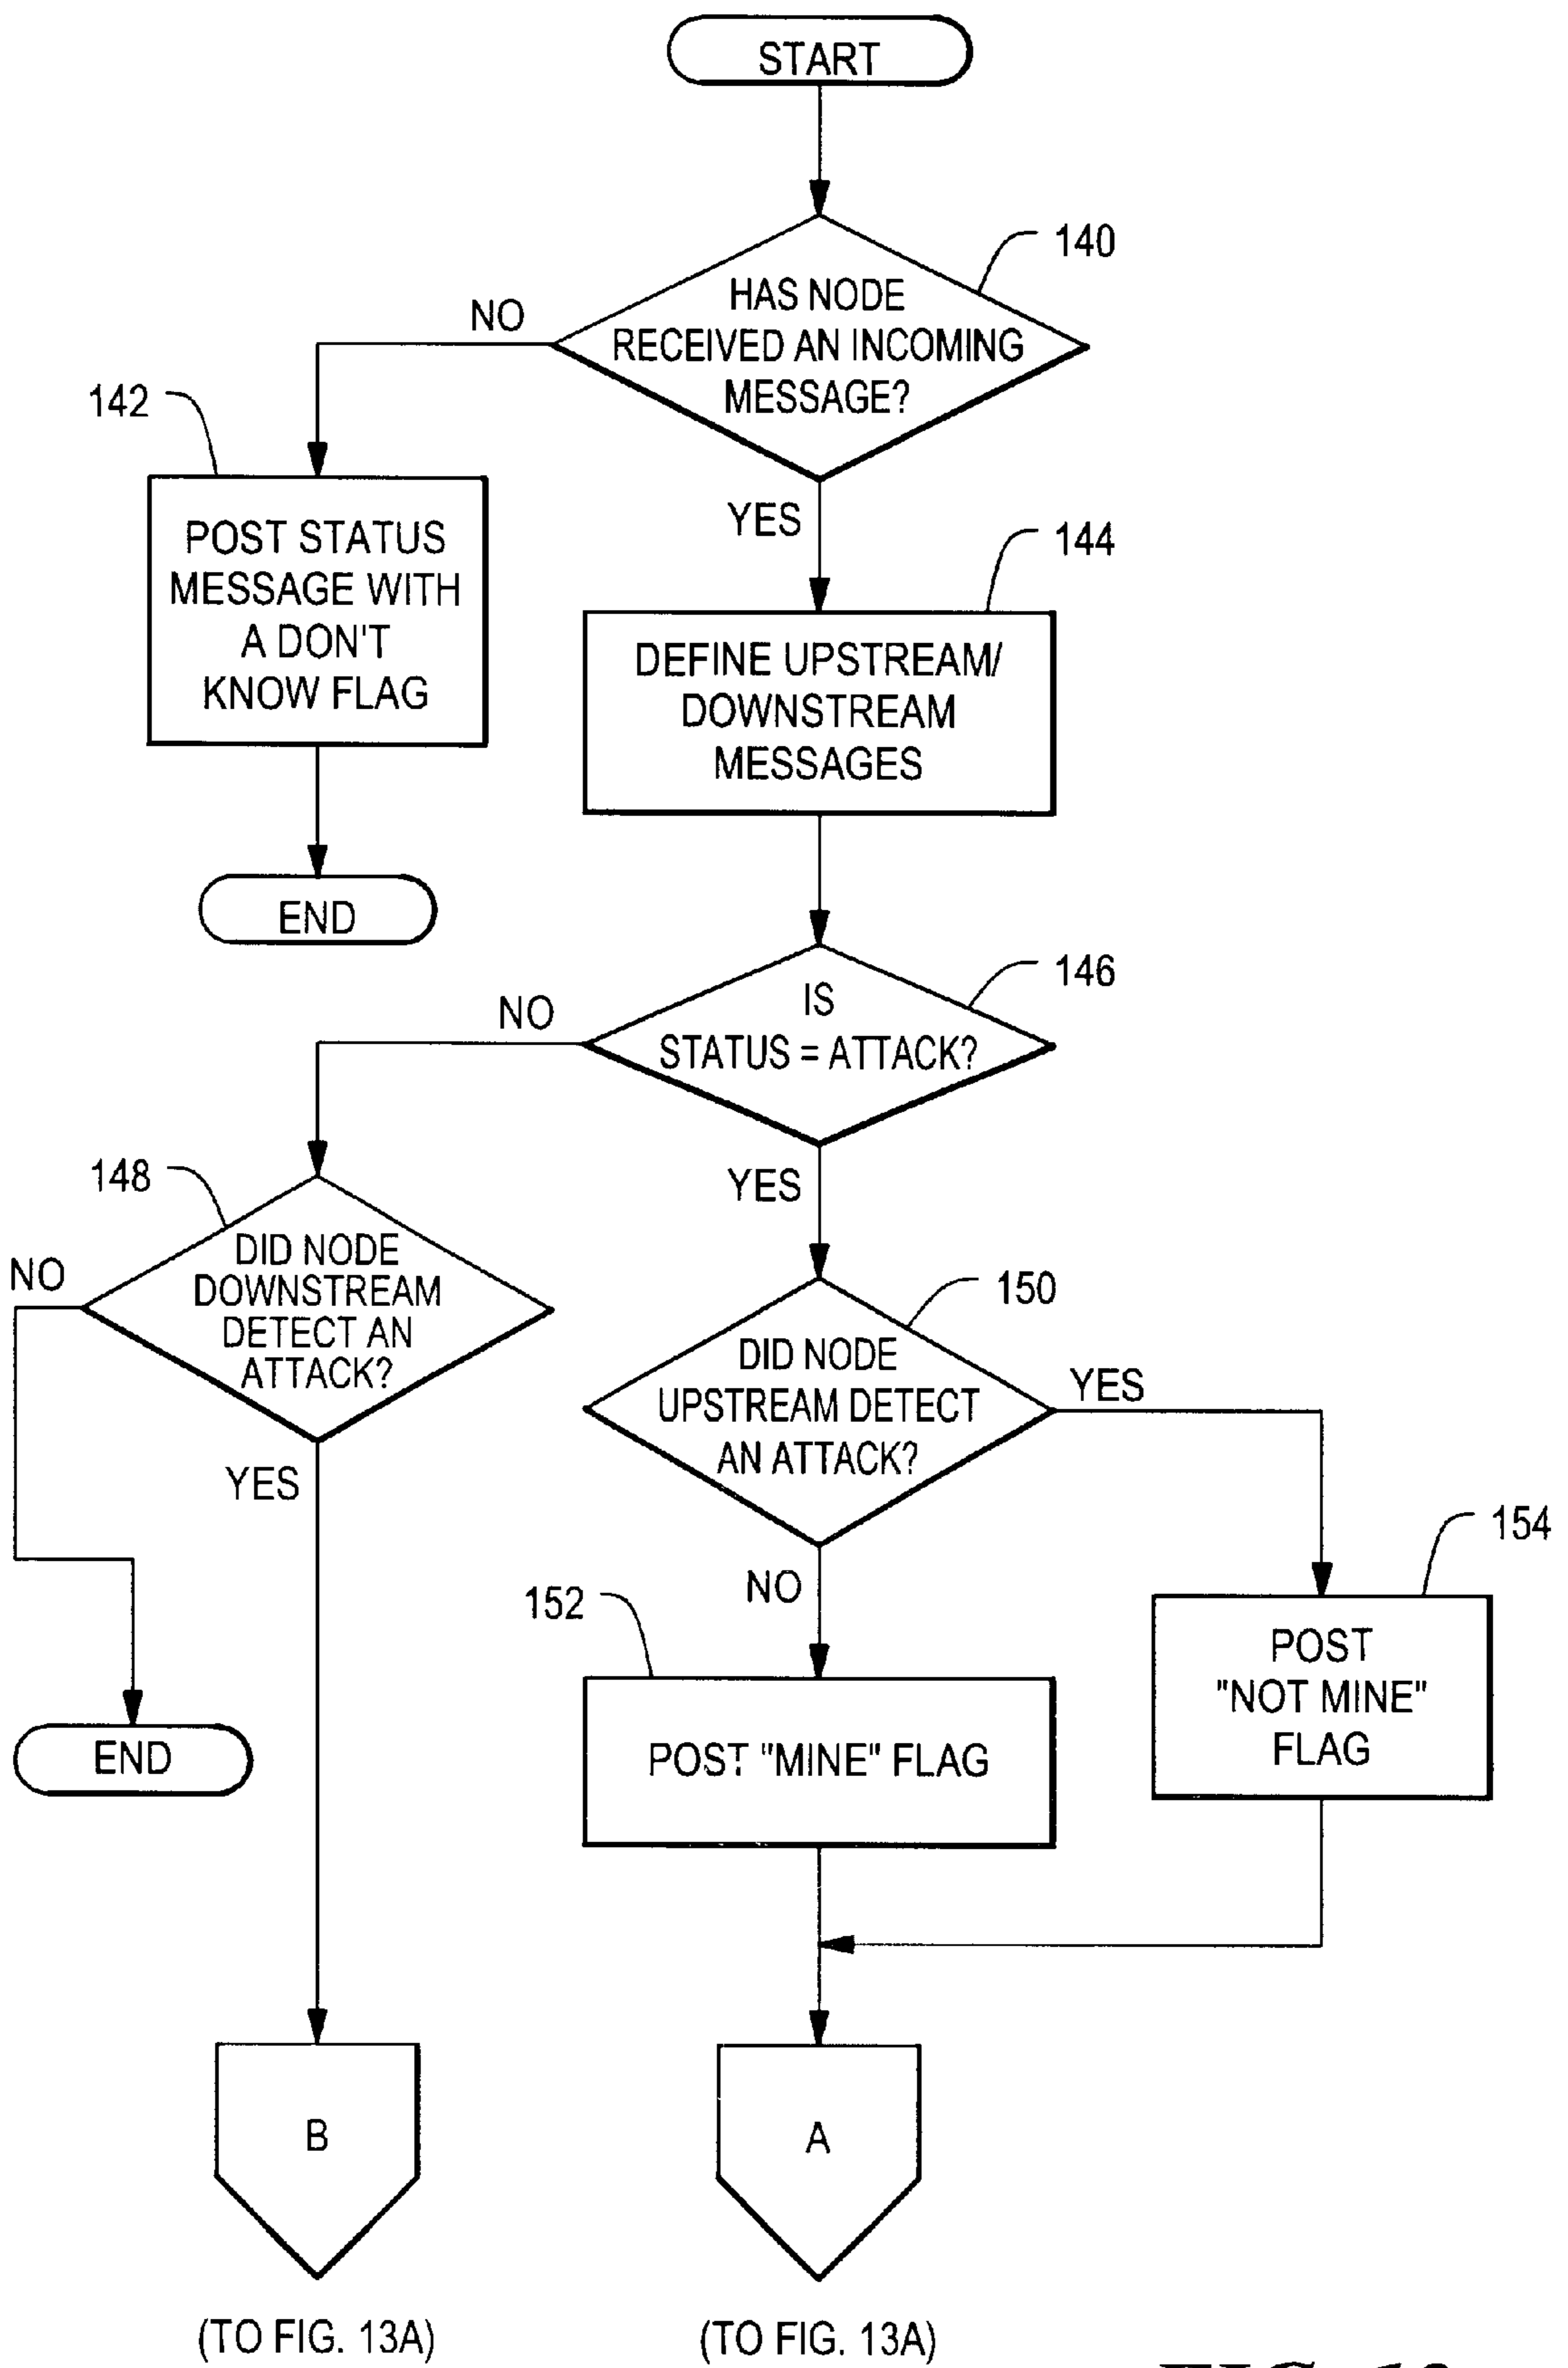 START
140
HAS NODE
RECEIVED AN INCOMING
MESSAGE?
NO
YES
142
POST STATUS
MESSAGE WITH
A DON'T
KNOW FLAG
END
144
DEFINE UPSTREAM/
DOWNSTREAM
MESSAGES
146
IS
STATUS = ATTACK?
NO
YES
148
DID NODE
DOWNSTREAM
DETECT AN
ATTACK?
NO
YES
END
150
DID NODE
UPSTREAM DETECT
AN ATTACK?
YES
NO
152
POST "MINE" FLAG
154
POST
"NOT MINE"
FLAG
B
A
(TO FIG. 13A)
(TO FIG. 13A)